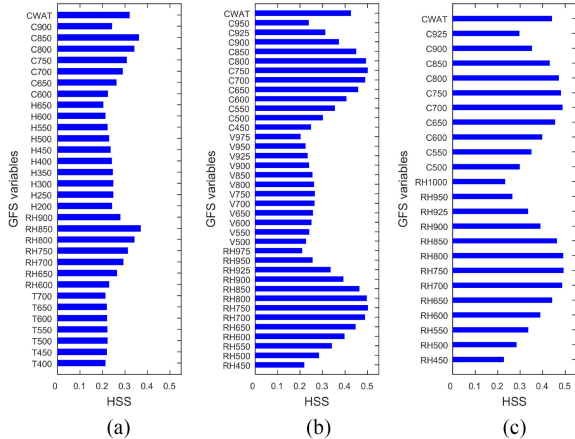 GFS variables
CWAT
C900
C850
C800
C750
C700
C650
C600
H650
H600
H550
H500
H450
H400
H350
H300
H250
H200
RH900
RH850
RH800
RH750
RH700
RH650
RH600
T700
T650
T600
T550
T500
T450
T400
0 0.1 0.2 0.3 0.4 0.5
HSS
(a)
GFS variables
CWAT
C950
C925
C900
C850
C800
C750
C700
C650
C600
C550
C500
C450
V975
V950
V925
V900
V850
V800
V750
V700
V650
V600
V550
V500
RH975
RH950
RH925
RH900
RH850
RH800
RH750
RH700
RH650
RH600
RH550
RH500
RH450
0 0.1 0.2 0.3 0.4 0.5
HSS
(b)
GFS variables
CWAT
C925
C900
C850
C800
C750
C700
C650
C600
C550
C500
RH1000
RH950
RH925
RH900
RH850
RH800
RH750
RH700
RH650
RH600
RH550
RH500
RH450
0 0.1 0.2 0.3 0.4 0.5
HSS
(c)